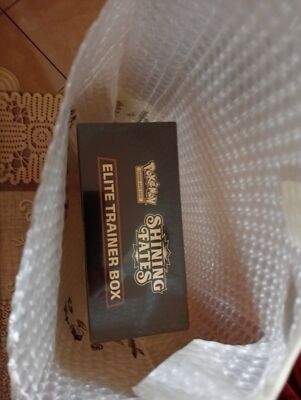 Pokémon
SHINING
FATES
ELITE TRAINER BOX